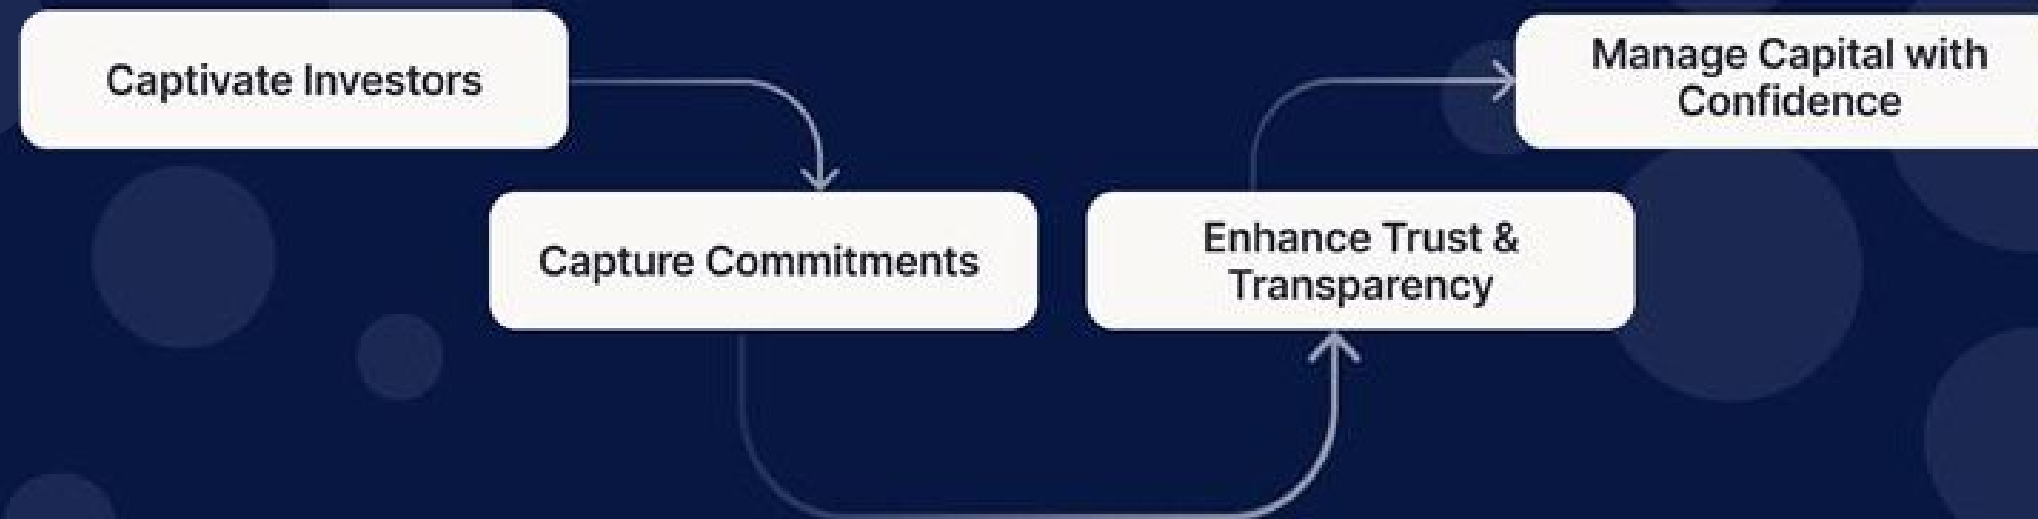 Captivate Investors
Capture Commitments
Enhance Trust &
Transparency
Manage Capital with
Confidence